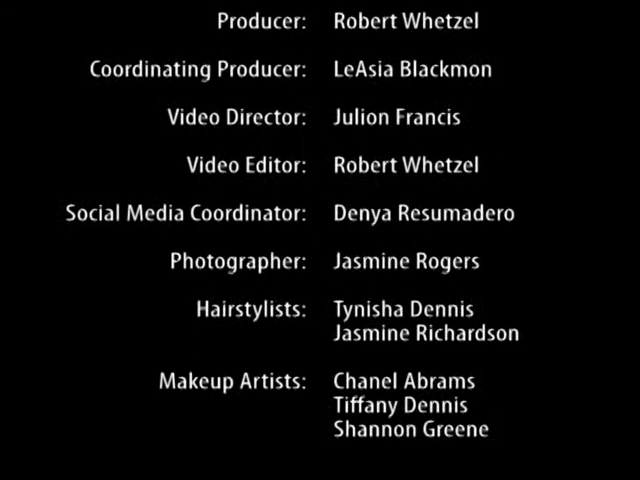 Producer: Robert Whetzel
Coordinating Producer: LeAsia Blackmon
Video Director: Julion Francis
Video Editor: Robert Whetzel
Social Media Coordinator: Denya Resumadero
Photographer: Jasmine Rogers
Hairstylists: Tynisha Dennis
Jasmine Richardson
Makeup Artists: Chanel Abrams
Tiffany Dennis
Shannon Greene